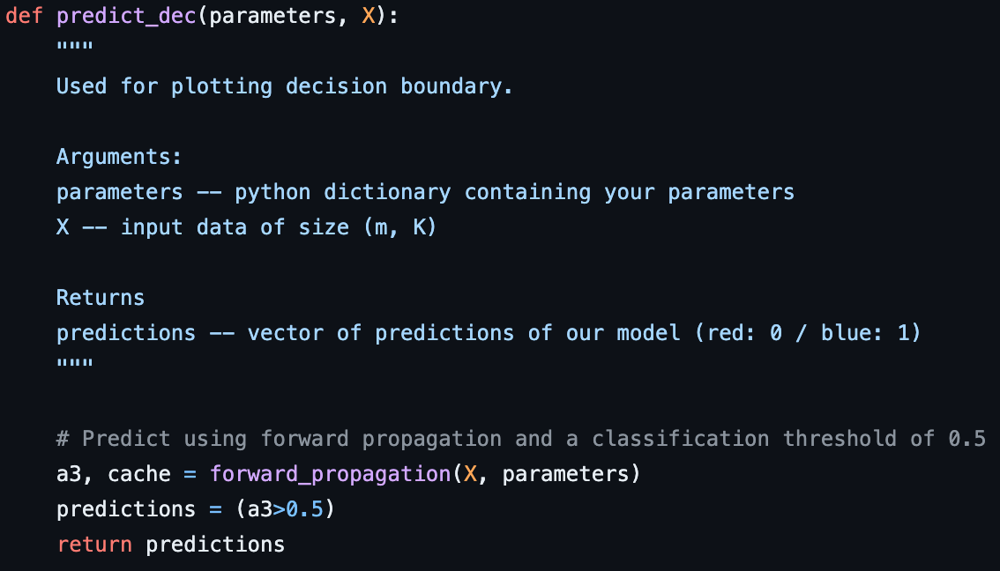 def predict_dec(parameters, X):
    """
    Used for plotting decision boundary.

    Arguments:
    parameters -- python dictionary containing your parameters
    X -- input data of size (m, K)

    Returns
    predictions -- vector of predictions of our model (red: 0 / blue: 1)
    """

    # Predict using forward propagation and a classification threshold of 0.5
    a3, cache = forward_propagation(X, parameters)
    predictions = (a3>0.5)
    return predictions